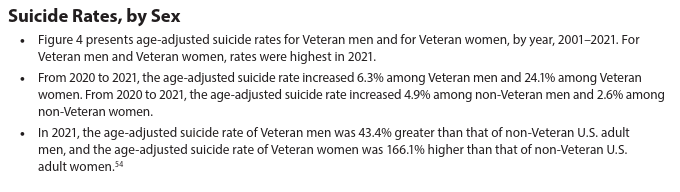 Suicide Rates, by Sex
• Figure 4 presents age-adjusted suicide rates for Veteran men and for Veteran women, by year, 2001–2021. For
Veteran men and Veteran women, rates were highest in 2021.
• From 2020 to 2021, the age-adjusted suicide rate increased 6.3% among Veteran men and 24.1% among Veteran
women. From 2020 to 2021, the age-adjusted suicide rate increased 4.9% among non-Veteran men and 2.6% among
non-Veteran women.
• In 2021, the age-adjusted suicide rate of Veteran men was 43.4% greater than that of non-Veteran U.S. adult
men, and the age-adjusted suicide rate of Veteran women was 166.1% higher than that of non-Veteran U.S.
adult women.54